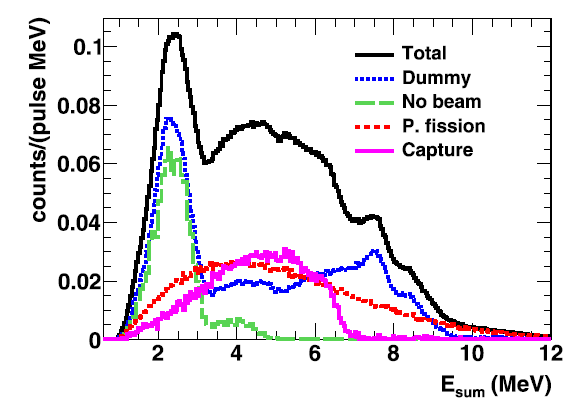 counts/(pulse MeV)
0.1
0.08
0.06
0.04
0.02
0
Total
Dummy
No beam
P. fission
Capture
2 4 6 8 10 12
E_sum (MeV)